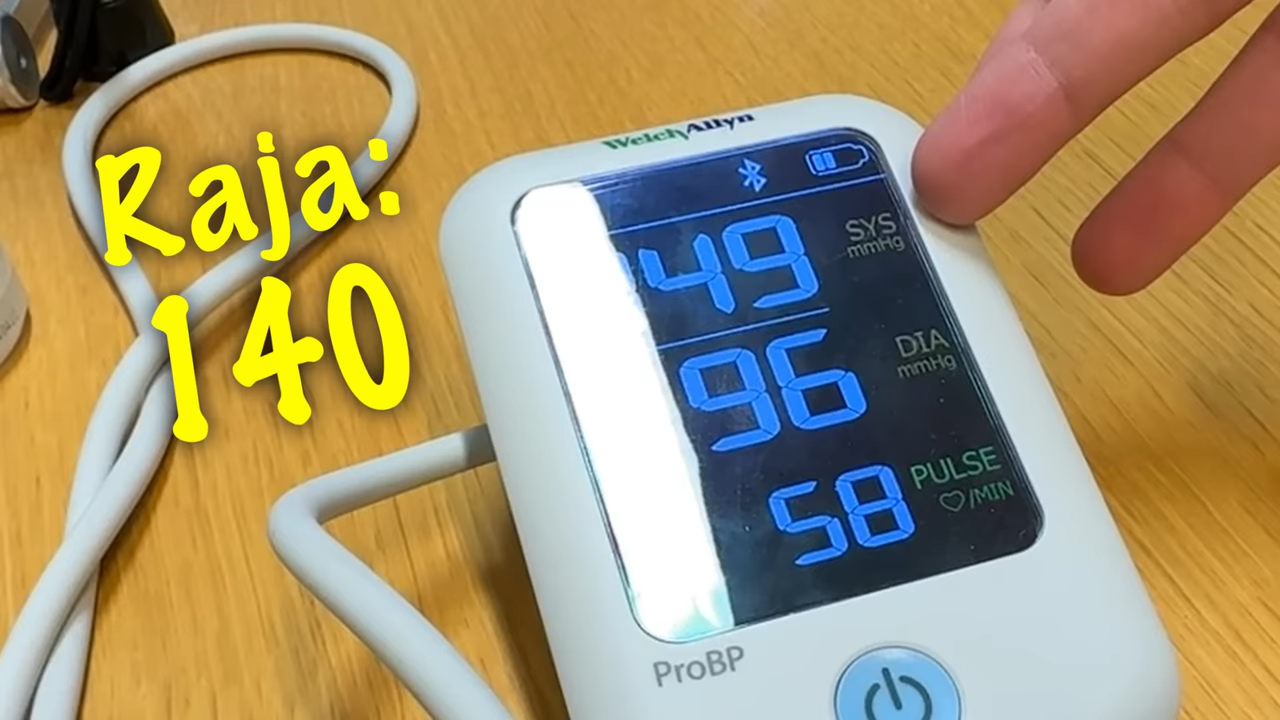 Raja:
140
WelchAllyn
49
SYS
mmHg
96
DIA
mmHg
58
PULSE
♡/MIN
ProBP